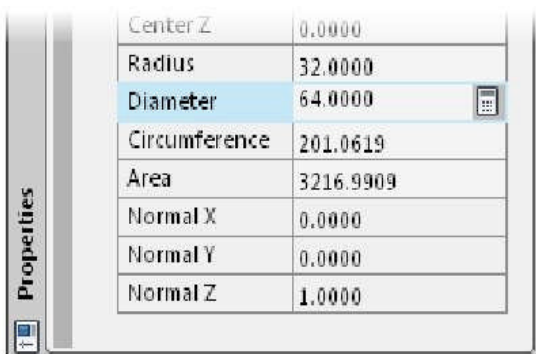 Center Z 0.0000
Radius 32.0000
Diameter 64.0000
Circumference 201.0619
Area 3216.9909
Normal X 0.0000
Normal Y 0.0000
Normal Z 1.0000
Properties